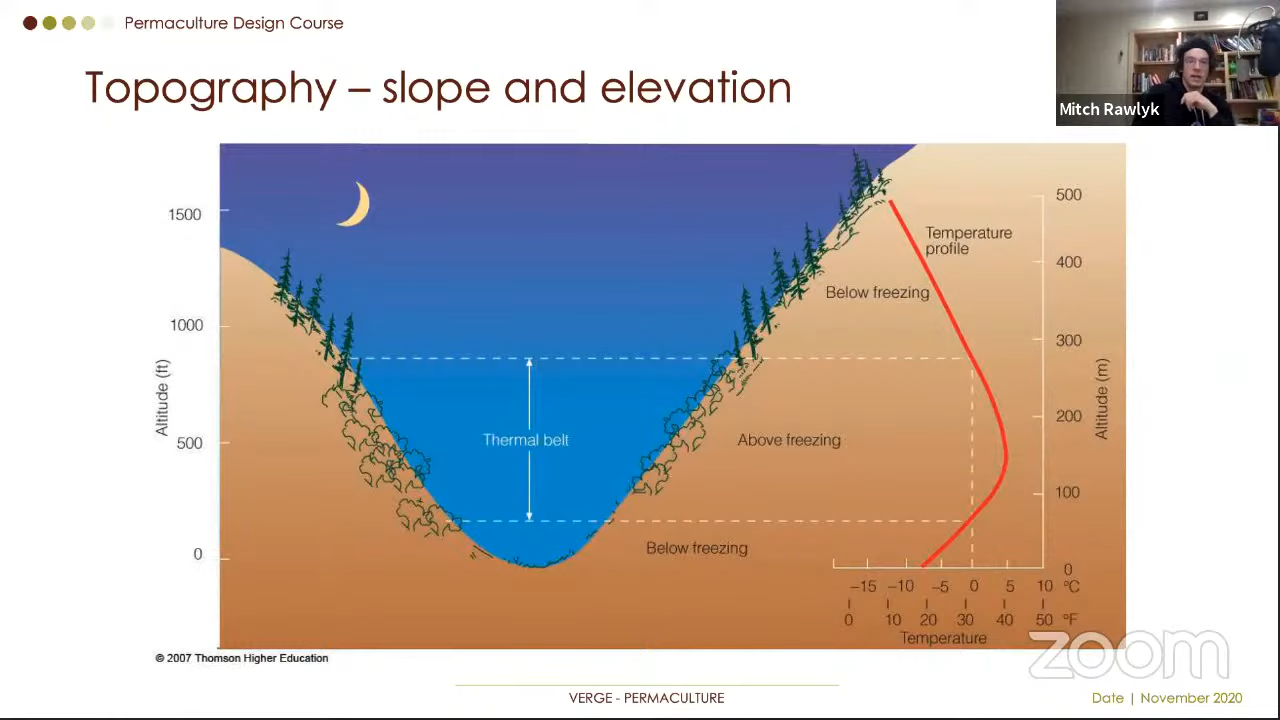 Permaculture Design Course
Topography – slope and elevation
Mitch Rawlyk
1500
1000
500
0
Altitude (ft)
Thermal belt
Temperature
profile
Below freezing
Above freezing
Below freezing
500
400
300
200
100
0
Altitude (m)
–15 –10 –5 0 5 10 °C
0 10 20 30 40 50 °F
Temperature
zoom
© 2007 Thomson Higher Education
VERGE - PERMACULTURE
Date | November 2020